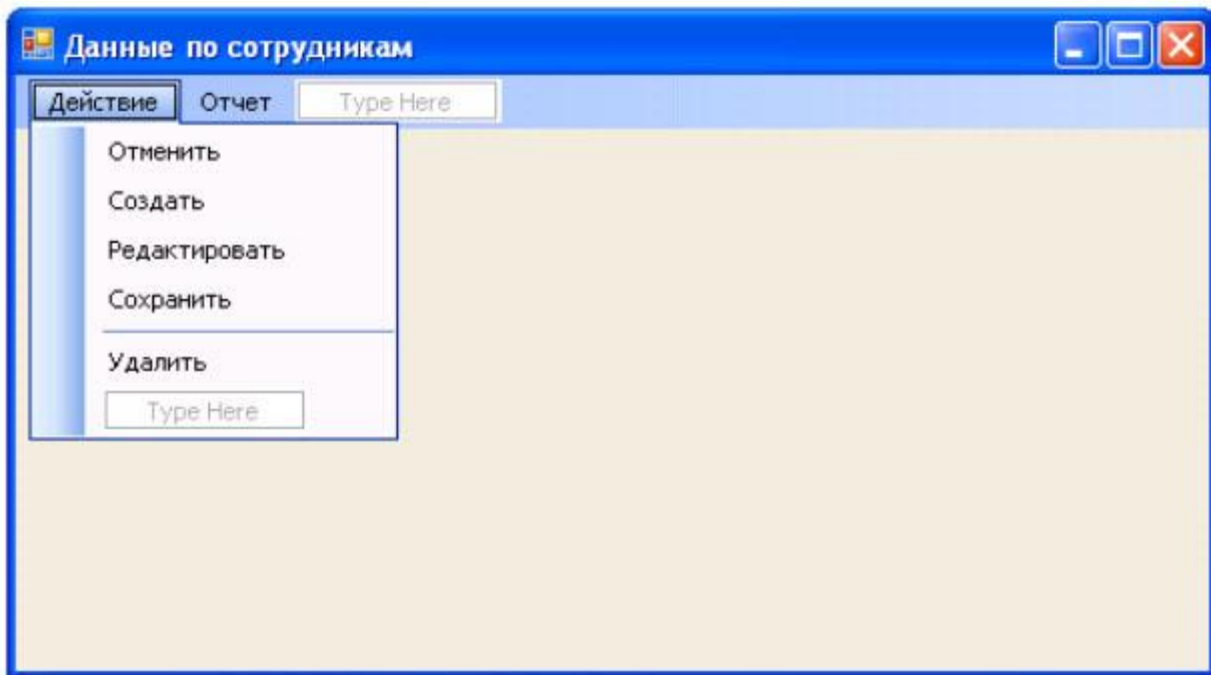 Данные по сотрудникам
Действие Отчет Type Here
Отменить
Создать
Редактировать
Сохранить
Удалить
Type Here